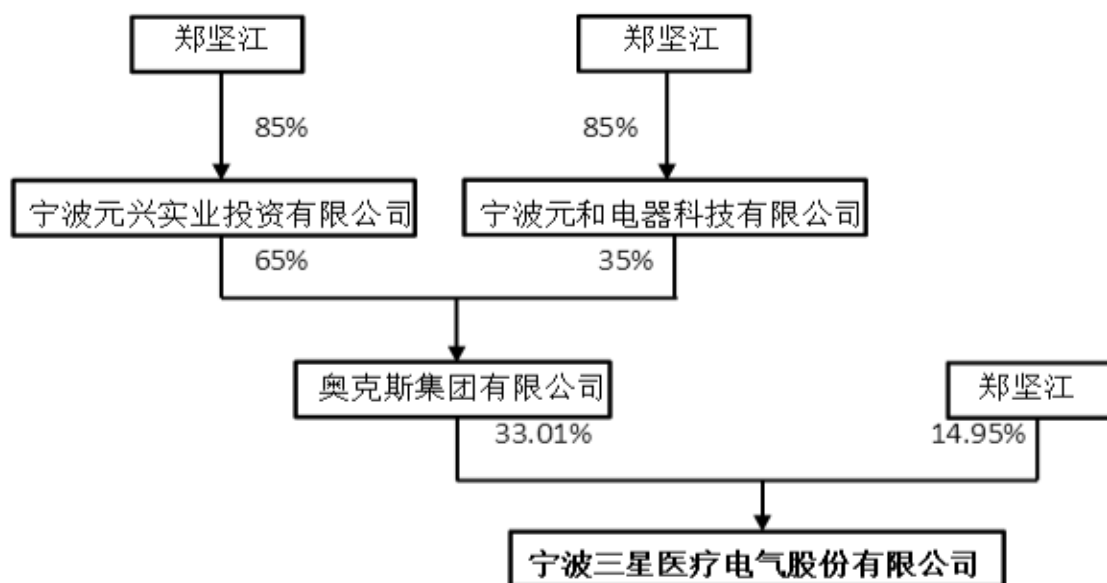 郑坚江
郑坚江
85%
85%
宁波元兴实业投资有限公司
宁波元和电器科技有限公司
65%
35%
奥克斯集团有限公司
郑坚江
33.01%
14.95%
宁波三星医疗电气股份有限公司